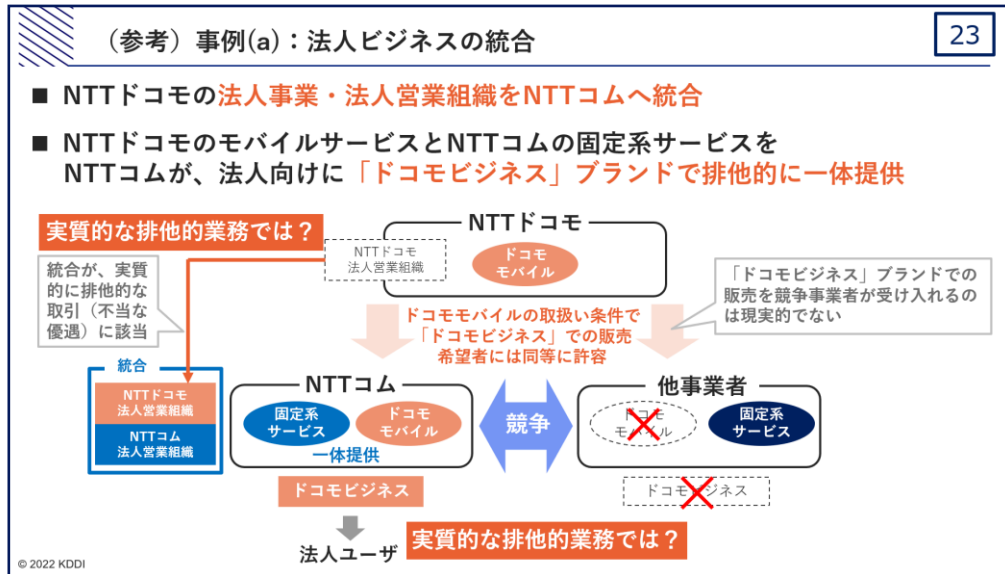 (参考)事例(a):法人ビジネスの統合
23
■ NTTドコモの法人事業・法人営業組織をNTTコムへ統合
■ NTTドコモのモバイルサービスとNTTコムの固定系サービスを
NTTコムが、法人向けに「ドコモビジネス」ブランドで排他的に一体提供
実質的な排他的業務では?
統合が、実質
的に排他的な
取引(不当な
優遇)に該当
NTTドコモ
NTTドコモ
法人営業組織
ドコモ
モバイル
「ドコモビジネス」ブランドでの
販売を競争事業者が受け入れるの
は現実的でない
ドコモモバイルの取扱い条件で
「ドコモビジネス」での販売
希望者には同等に許容
統合
NTTドコモ
法人営業組織
NTTコム
法人営業組織
NTTコム
固定系
サービス
ドコモ
モバイル
一体提供
競争
他事業者
ドコモ
モバイル
固定系
サービス
ドコモビジネス
ドコモビジネス
法人ユーザ
実質的な排他的業務では?
© 2022 KDDI